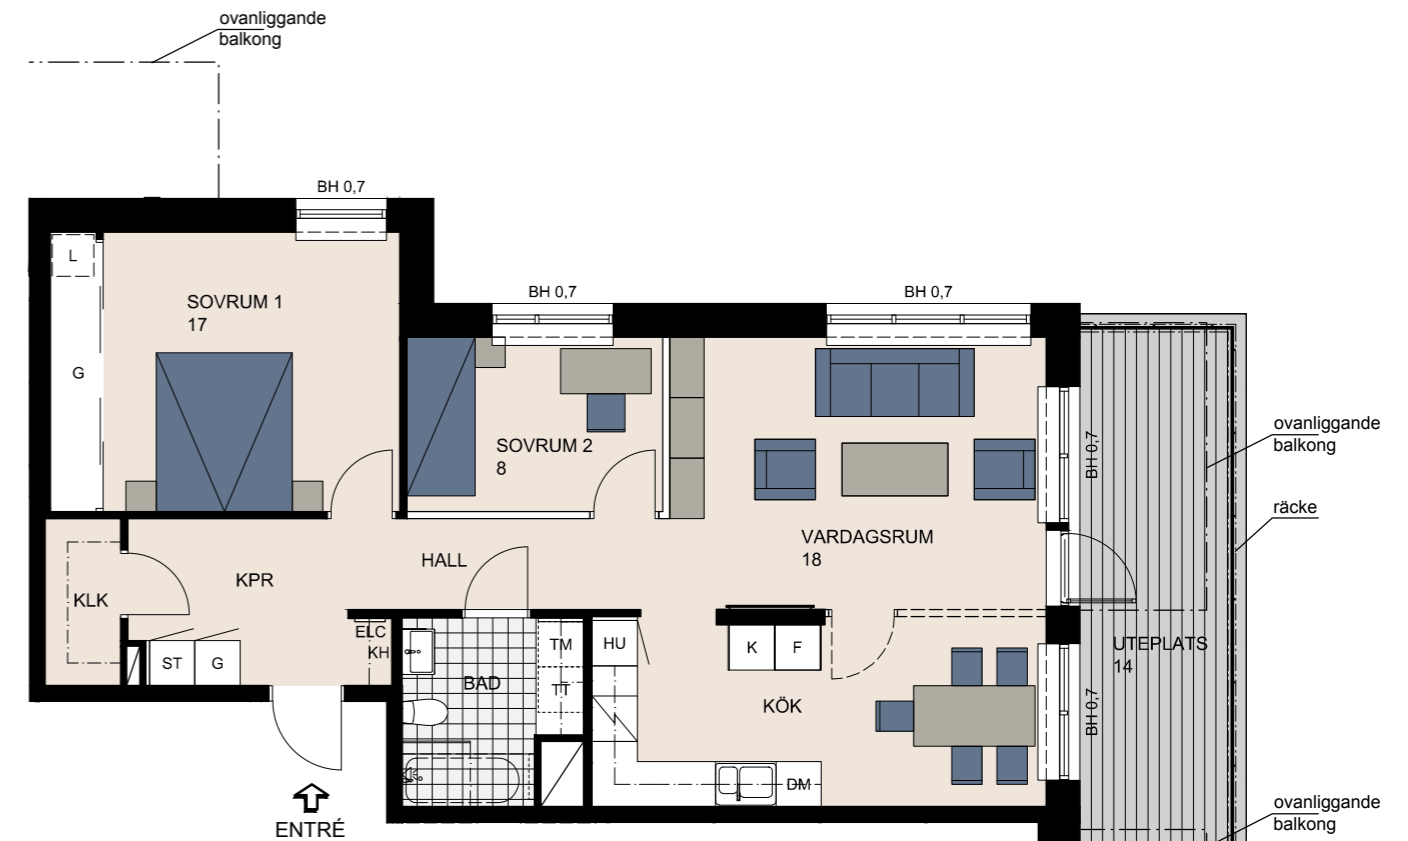 ovanliggande
balkong
BH 0,7
L
SOVRUM 1
17
G
BH 0,7
BH 0,7
SOVRUM 2
8
BH 0,7
ovanliggande
balkong
räcke
VARDAGSRUM
18
HALL
KPR
KLK
ELC
KH
ST
G
BAD
TM
TT
HU
K
F
KÖK
DM
UTEPLATS
14
BH 0,7
ENTRÉ
ovanliggande
balkong